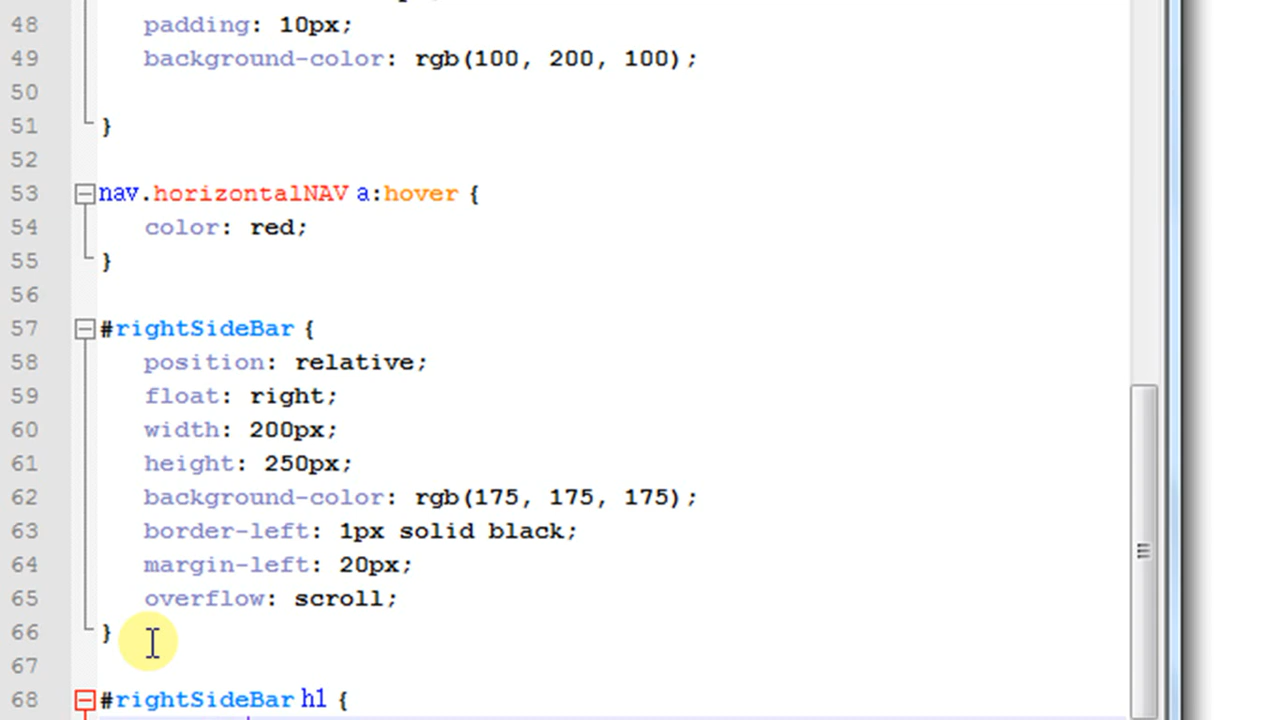 48 padding: 10px;
49 background-color: rgb(100, 200, 100);
50
51 }
52
53 nav.horizontalNAV a:hover {
54 color: red;
55 }
56
57 #rightSideBar {
58 position: relative;
59 float: right;
60 width: 200px;
61 height: 250px;
62 background-color: rgb(175, 175, 175);
63 border-left: 1px solid black;
64 margin-left: 20px;
65 overflow: scroll;
66 }
67
68 #rightSideBar h1 {